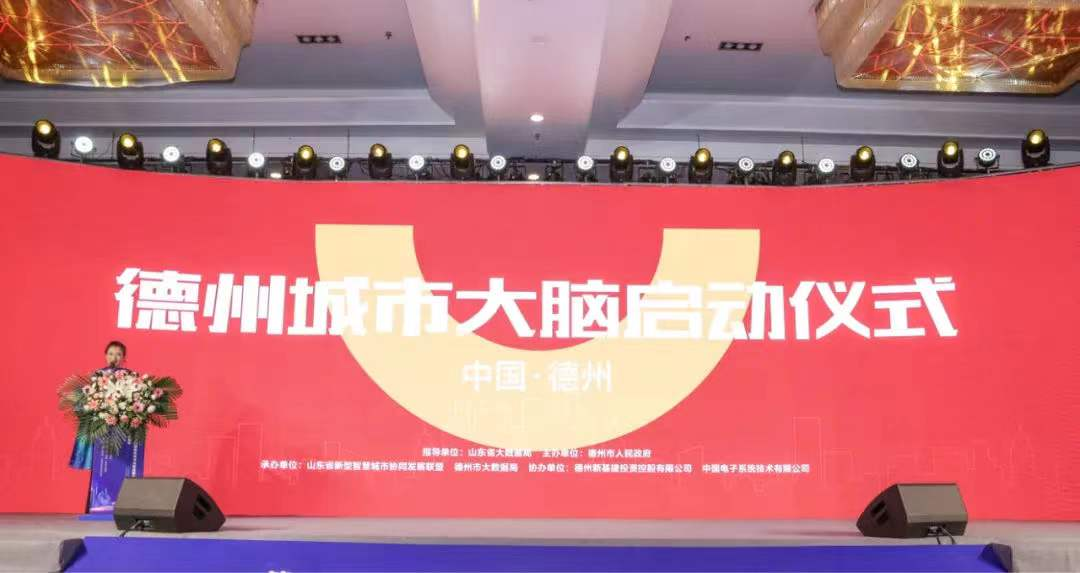 德州城市大脑启动仪式
中国·德州
指导单位：山东省大数据局 主办单位：德州市人民政府
承办单位：山东省新型智慧城市协同发展联盟 德州市大数据局 协办单位：德州新基建投资控股有限公司 中国电子系统技术有限公司